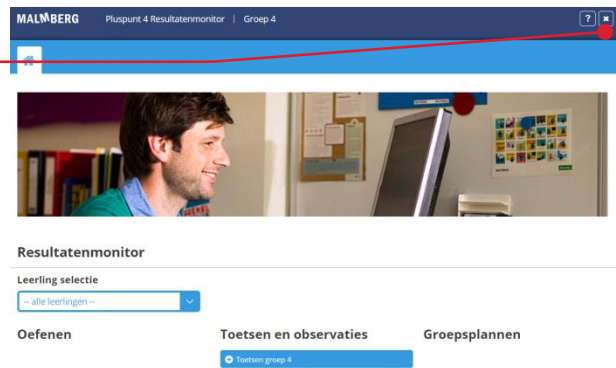 MALMBERG Pluspunt 4 Resultatenmonitor | Groep 4 ?
Resultatenmonitor
Leerling selectie
-- alle leerlingen --
Oefenen Toetsen en observaties Groepsplannen
Toetsen groep 4